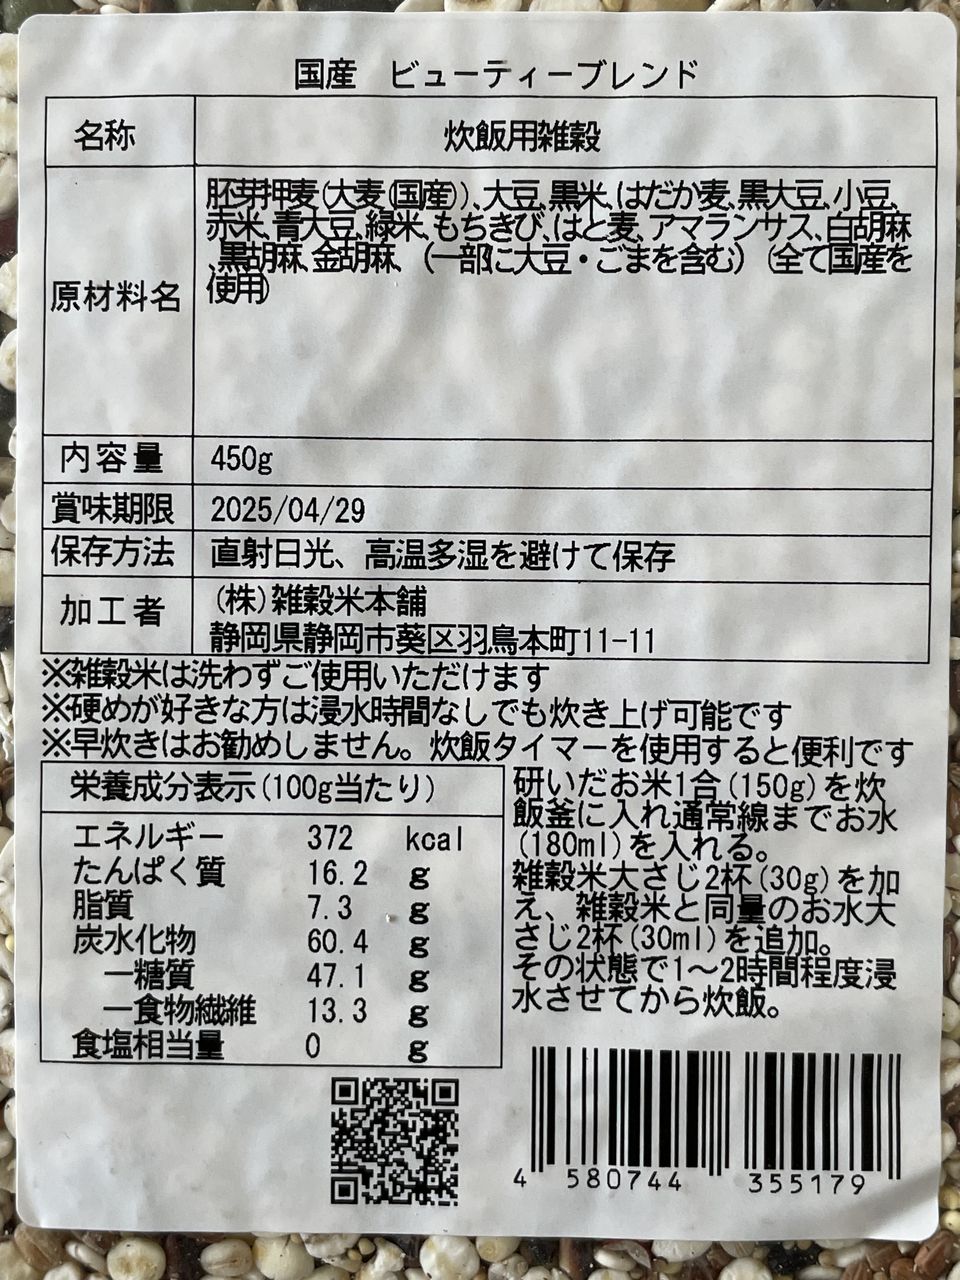 国産 ビューティーブレンド
名称 炊飯用雑穀
原材料名
胚芽押麦(大麦(国産))、大豆、黒米、はだか麦、黒大豆、小豆、
赤米、青大豆、緑米、もちきび、はと麦、アマランサス、白胡麻
、黒胡麻、金胡麻、(一部に大豆・ごまを含む)(全て国産を
使用)
内容量 450g
賞味期限 2025/04/29
保存方法 直射日光、高温多湿を避けて保存
加工者
(株)雑穀米本舗
静岡県静岡市葵区羽鳥本町11-11
※雑穀米は洗わずご使用いただけます
※硬めが好きな方は浸水時間なしでも炊き上げ可能です
※早炊きはお勧めしません。炊飯タイマーを使用すると便利です
栄養成分表示(100g当たり)
エネルギー 372 kcal
たんぱく質 16.2 g
脂質 7.3 g
炭水化物 60.4 g
ー糖質 47.1 g
ー食物繊維 13.3 g
食塩相当量 0 g
研いだお米1合(150g)を炊
飯釜に入れ通常線までお水
(180ml)を入れる。
雑穀米大さじ2杯(30g)を加
え、雑穀米と同量のお水大
さじ2杯(30ml)を追加。
その状態で1～2時間程度浸
水させてから炊飯。
4 580744 355179